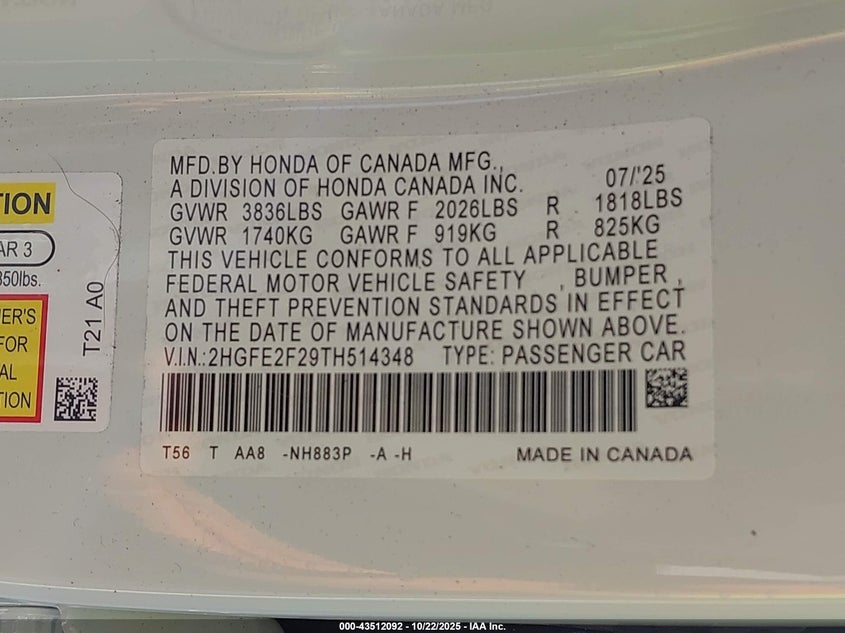 TION
AR 3
850lbs.
ER'S
FOR
AL
TION
T21 A0
MFD.BY HONDA OF CANADA MFG.,
A DIVISION OF HONDA CANADA INC. 07/'25
GVWR 3836LBS GAWR F 2026LBS R 1818LBS
GVWR 1740KG GAWR F 919KG R 825KG
THIS VEHICLE CONFORMS TO ALL APPLICABLE
FEDERAL MOTOR VEHICLE SAFETY , BUMPER ,
AND THEFT PREVENTION STANDARDS IN EFFECT
ON THE DATE OF MANUFACTURE SHOWN ABOVE.
V.I.N.:2HGFE2F29TH514348 TYPE: PASSENGER CAR
T56 T AA8 -NH883P -A -H MADE IN CANADA
000-43512092 - 10/22/2025 - IAA Inc.